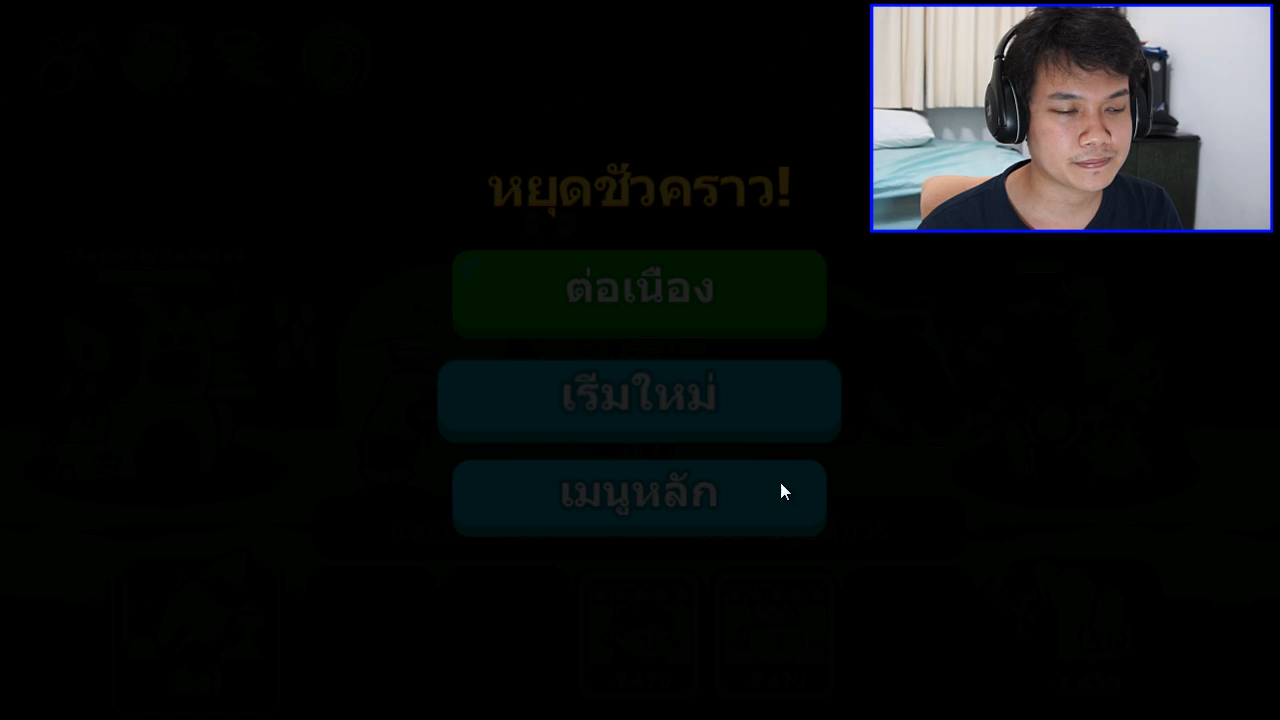 หยุดชั่วคราว!
ต่อเนื่อง
เริ่มใหม่
เมนูหลัก